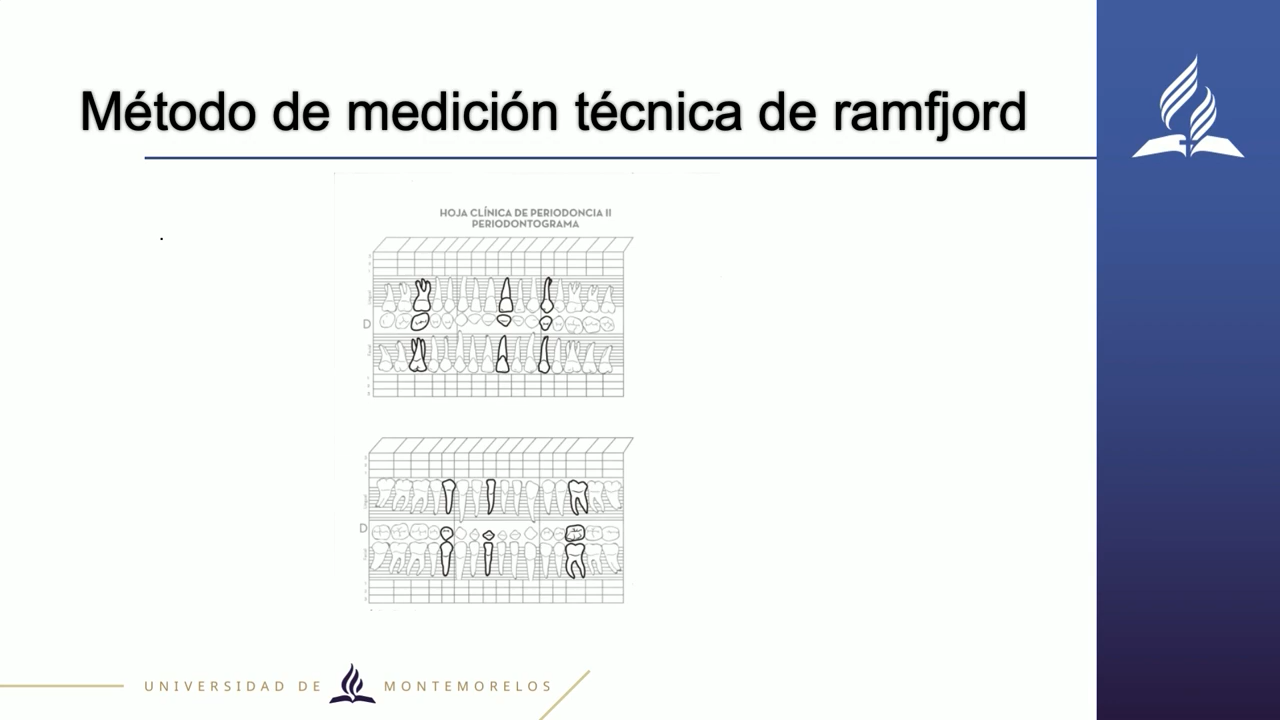 Método de medición técnica de ramfjord
HOJA CLÍNICA DE PERIODONCIA II
PERIODONTOGRAMA
D
D
UNIVERSIDAD DE MONTEMORELOS